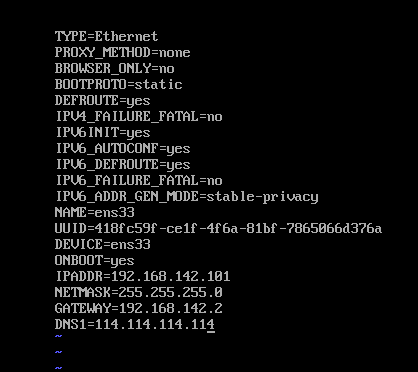 TYPE=Ethernet
PROXY_METHOD=none
BROWSER_ONLY=no
BOOTPROTO=static
DEFROUTE=yes
IPV4_FAILURE_FATAL=no
IPV6INIT=yes
IPV6_AUTOCONF=yes
IPV6_DEFROUTE=yes
IPV6_FAILURE_FATAL=no
IPV6_ADDR_GEN_MODE=stable-privacy
NAME=ens33
UUID=418fc59f-ce1f-4f6a-81bf-7865066d376a
DEVICE=ens33
ONBOOT=yes
IPADDR=192.168.142.101
NETMASK=255.255.255.0
GATEWAY=192.168.142.2
DNS1=114.114.114.114
~
~
~